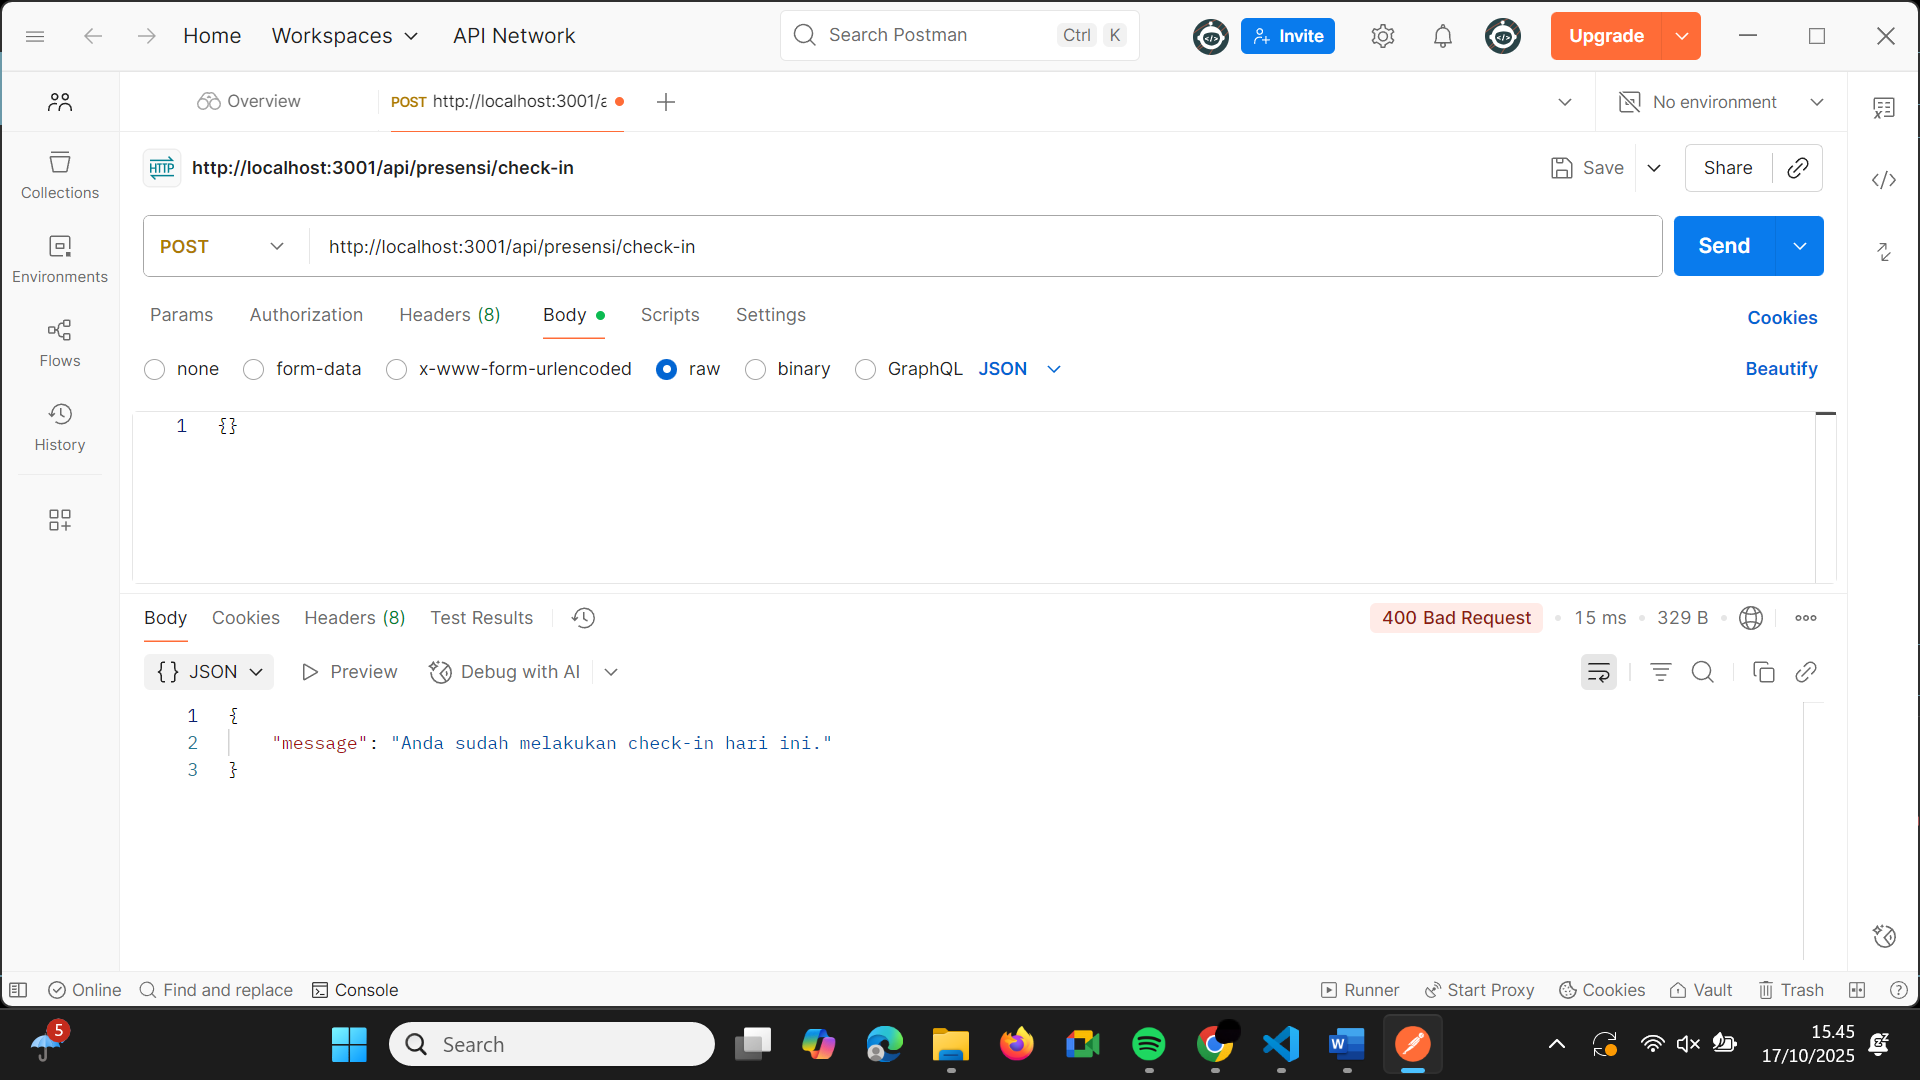 Home
Workspaces
API Network
Search Postman
Ctrl K
Invite
Upgrade
Overview
POST http://localhost:3001/a
No environment
HTTP http://localhost:3001/api/presensi/check-in
Save
Share
POST
http://localhost:3001/api/presensi/check-in
Send
Collections
Environments
Flows
History
Params
Authorization
Headers (8)
Body
Scripts
Settings
Cookies
none
form-data
x-www-form-urlencoded
raw
binary
GraphQL
JSON
Beautify
1 {}
Body
Cookies
Headers (8)
Test Results
400 Bad Request
15 ms
329 B
{} JSON
Preview
Debug with AI
1 {
2 "message": "Anda sudah melakukan check-in hari ini."
3 }
Online
Find and replace
Console
Runner
Start Proxy
Cookies
Vault
Trash
5
Search
W
15.45
17/10/2025